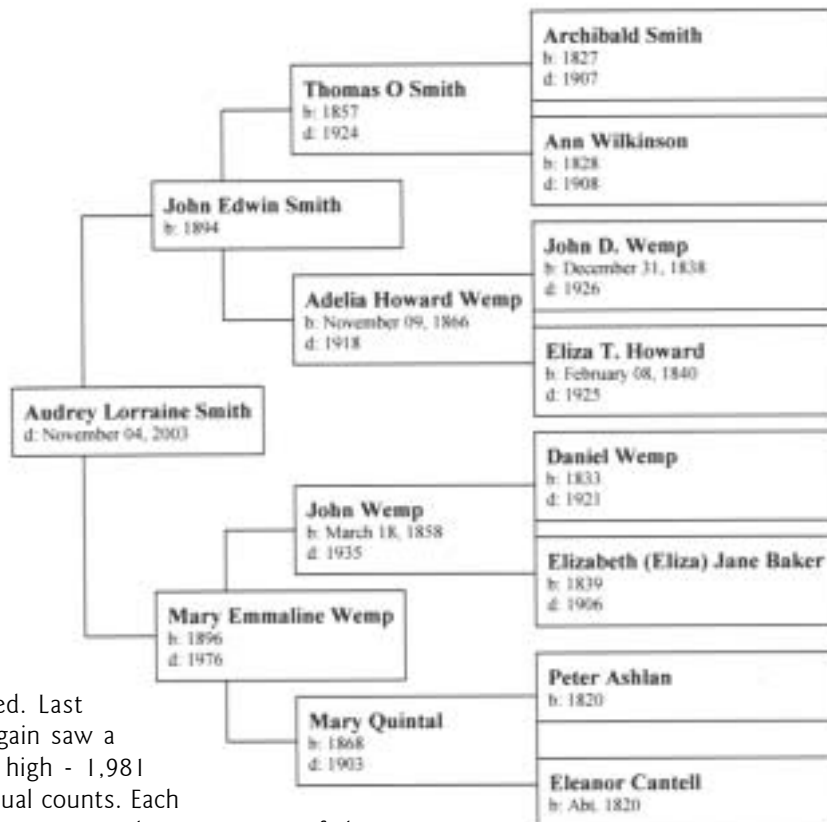 Archibald Smith
b: 1827
d: 1907
Thomas O Smith
b: 1857
d: 1924
Ann Wilkinson
b: 1828
d: 1908
John Edwin Smith
b: 1894
John D. Wemp
b: December 31, 1838
d: 1926
Adelia Howard Wemp
b: November 09, 1866
d: 1918
Eliza T. Howard
b: February 08, 1840
d: 1925
Audrey Lorraine Smith
d: November 04, 2003
Daniel Wemp
b: 1833
d: 1921
John Wemp
b: March 18, 1858
d: 1935
Elizabeth (Eliza) Jane Baker
b: 1839
d: 1906
Mary Emmaline Wemp
b: 1896
d: 1976
Peter Ashlan
b: 1820
Mary Quintal
b: 1868
d: 1903
Eleanor Cantell
b: Abt. 1820
ed. Last
gain saw a
high - 1,981
ual counts. Each